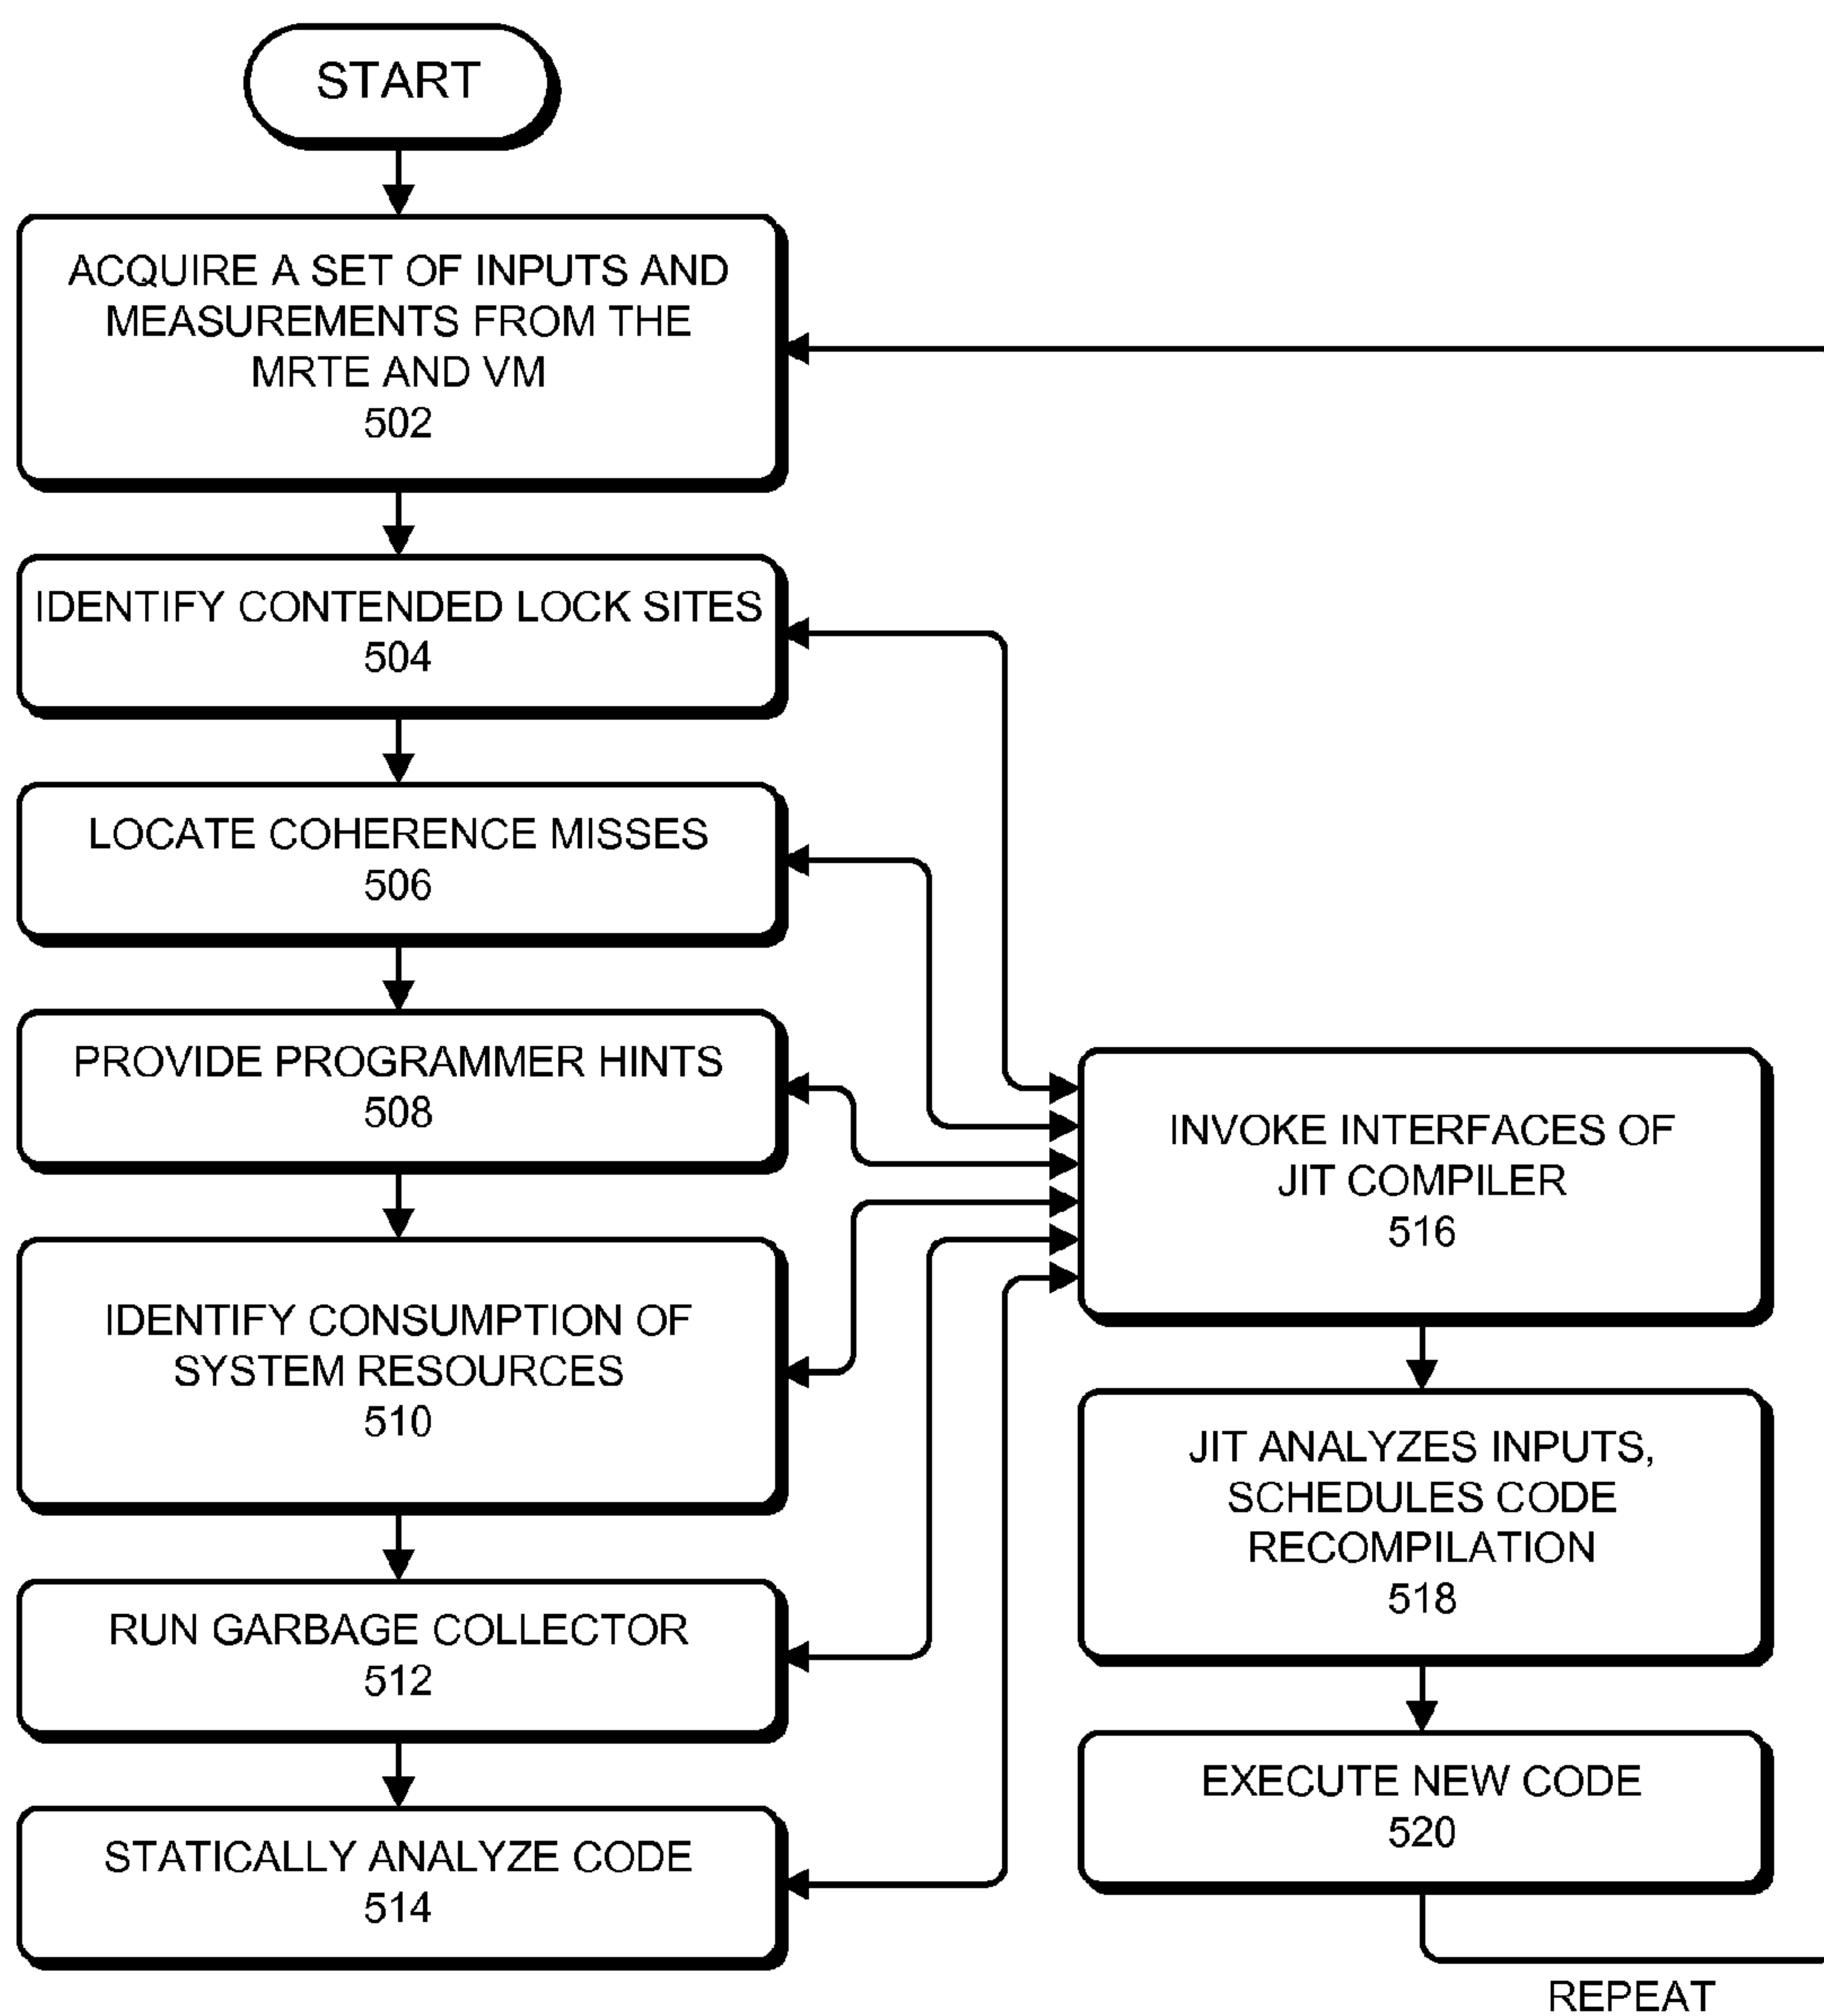 START
ACQUIRE A SET OF INPUTS AND
MEASUREMENTS FROM THE
MRTE AND VM
502
IDENTIFY CONTENDED LOCK SITES
504
LOCATE COHERENCE MISSES
506
PROVIDE PROGRAMMER HINTS
508
IDENTIFY CONSUMPTION OF
SYSTEM RESOURCES
510
RUN GARBAGE COLLECTOR
512
STATICALLY ANALYZE CODE
514
INVOKE INTERFACES OF
JIT COMPILER
516
JIT ANALYZES INPUTS,
SCHEDULES CODE
RECOMPILATION
518
EXECUTE NEW CODE
520
REPEAT